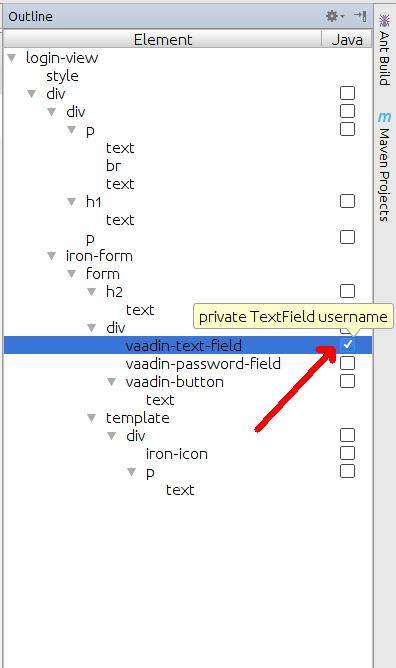 Outline
Element Java
login-view
style
div
div
p
text
br
text
h1
text
p
iron-form
form
h2
text
private TextField username
div
vaadin-text-field
vaadin-password-field
vaadin-button
text
template
div
iron-icon
p
text
Ant Build
m Maven Projects